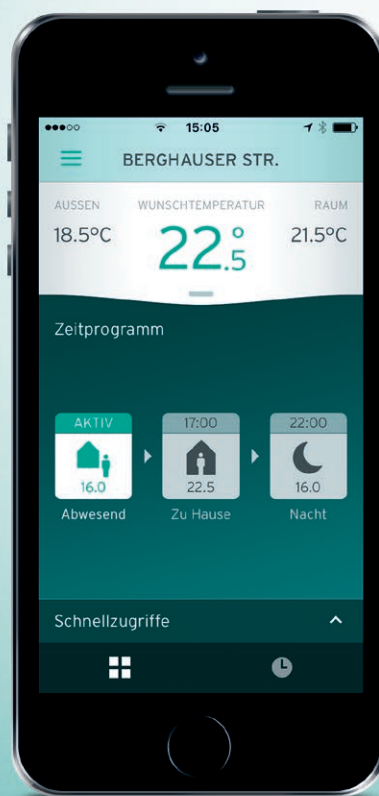 15:05
BERGHAUSER STR.
AUSSEN WUNSCHTEMPERATUR RAUM
18.5°C 22.5° 21.5°C
Zeitprogramm
AKTIV 17:00 22:00
16.0 22.5 16.0
Abwesend Zu Hause Nacht
Schnellzugriffe